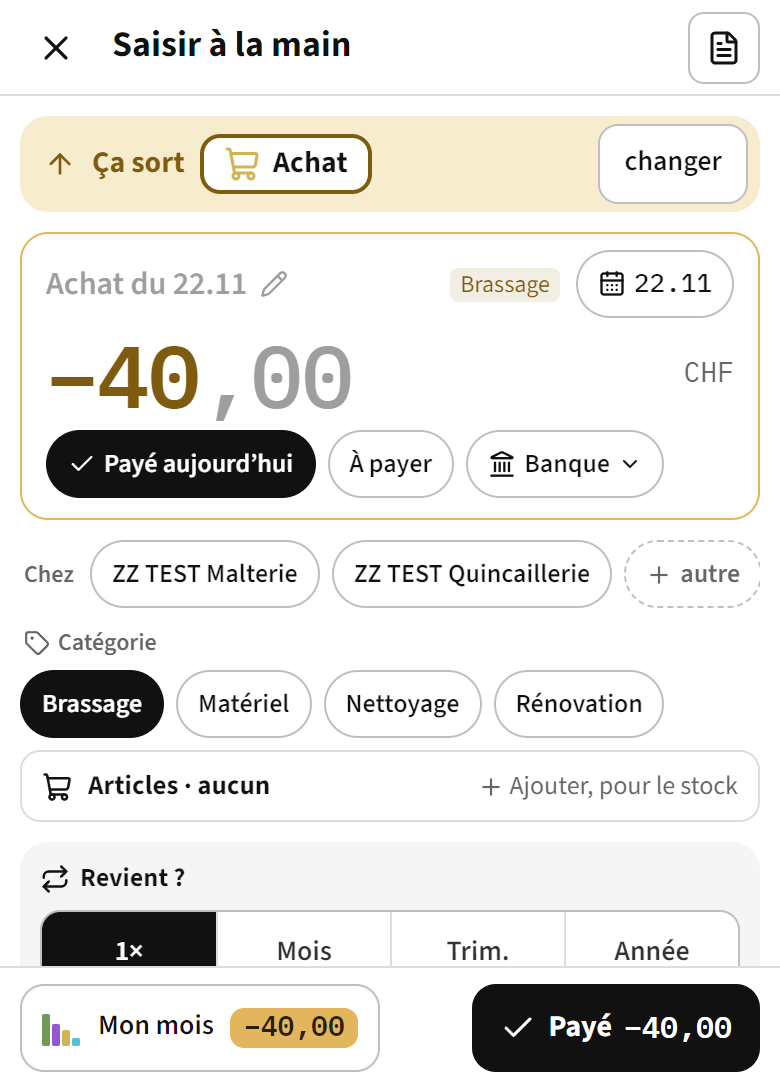 Saisir à la main
Ça sort Achat changer
Achat du 22.11 Brassage 22.11
−40,00 CHF
Payé aujourd’hui À payer Banque
Chez ZZ TEST Malterie ZZ TEST Quincaillerie + autre
Catégorie
Brassage Matériel Nettoyage Rénovation
Articles · aucun + Ajouter, pour le stock
Revient ?
1× Mois Trim. Année
Mon mois −40,00 Payé −40,00